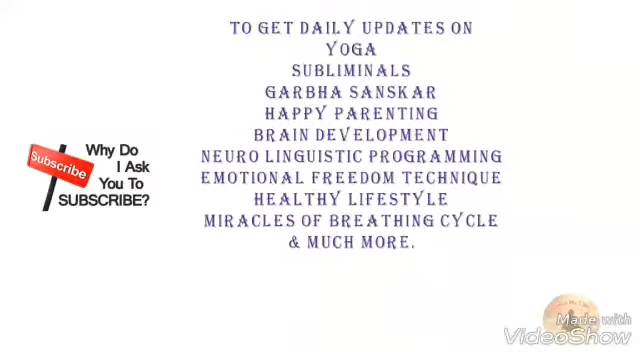 TO GET DAILY UPDATES ON
YOGA
SUBLIMINALS
GARBHA SANSKAR
HAPPY PARENTING
BRAIN DEVELOPMENT
NEURO LINGUISTIC PROGRAMMING
EMOTIONAL FREEDOM TECHNIQUE
HEALTHY LIFESTYLE
MIRACLES OF BREATHING CYCLE
& MUCH MORE.
Subscribe
Why Do
I Ask
You To
SUBSCRIBE?
Made with
VideoShow